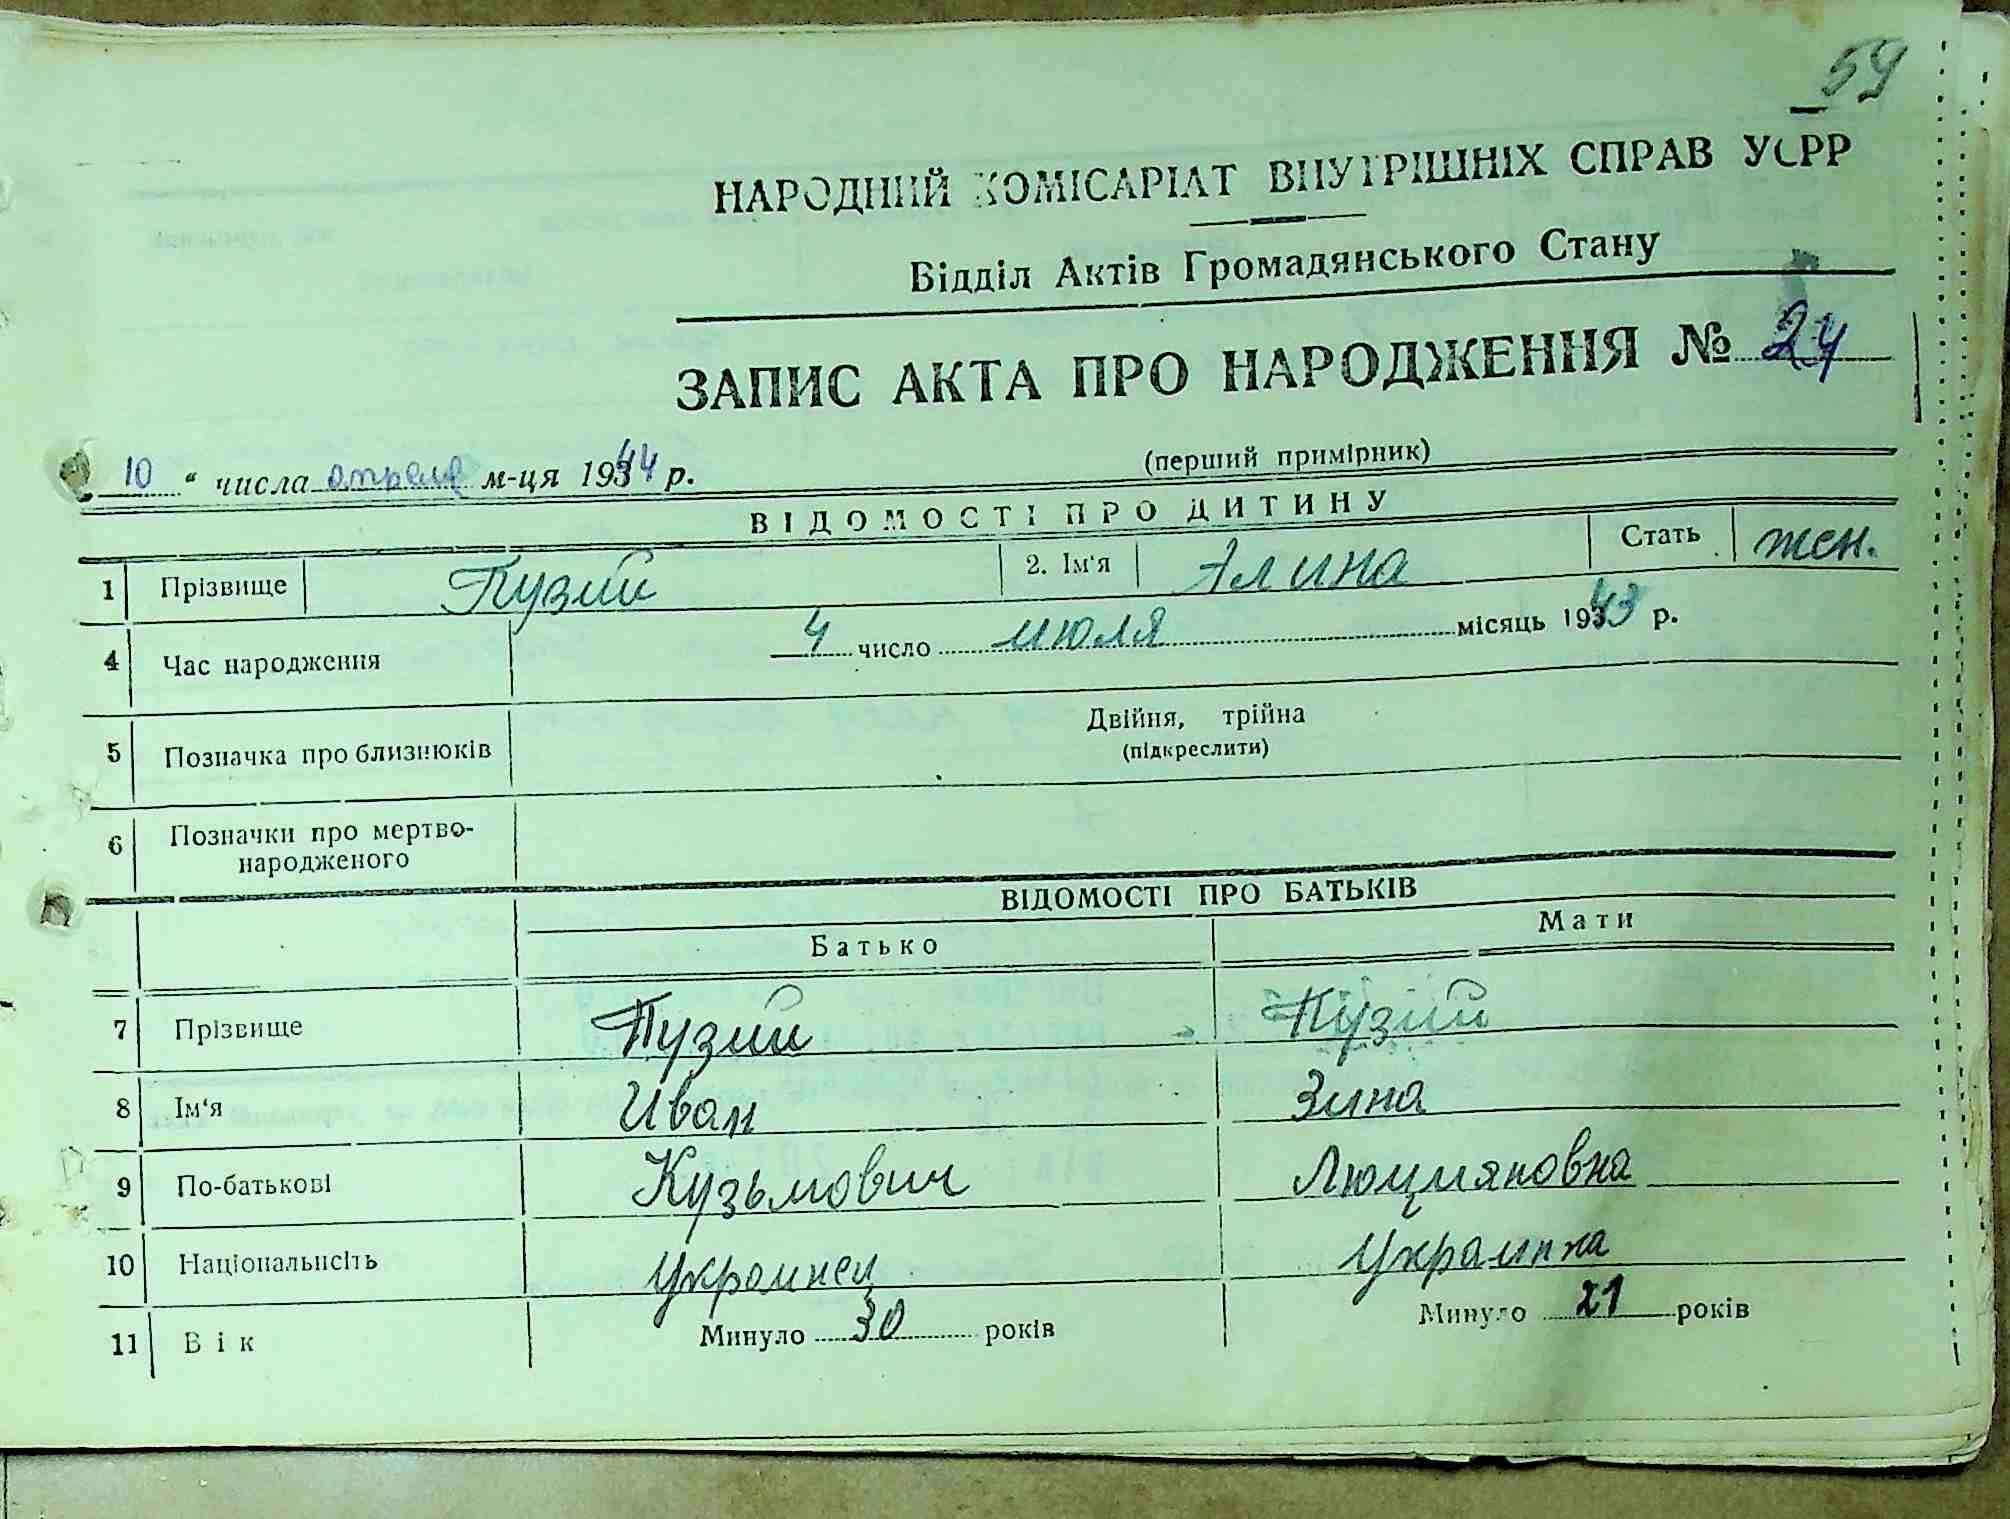 59
НАРОДНИЙ КОМІСАРІАТ ВНУТРІШНІХ СПРАВ УСРР
Відділ Актів Громадянського Стану
ЗАПИС АКТА ПРО НАРОДЖЕННЯ № 24
(перший примірник)
10 " числа апреля м-ця 1944 р.
ВІДОМОСТІ ПРО ДИТИНУ
1 Прізвище Пузий 2. Ім'я Алина Стать жен.
4 Час народження 4 число июля місяць 1943 р.
5 Позначка про близнюків Двійня, трійна
(підкреслити)
6 Позначки про мертво-
народженого
ВІДОМОСТІ ПРО БАТЬКІВ
Батько Мати
7 Прізвище Пузий Пузий
8 Ім'я Иван Зина
9 По-батькові Кузьмович Люцияновна
10 Національність украинец украинка
11 Вік Минуло 30 років Минуло 21 років